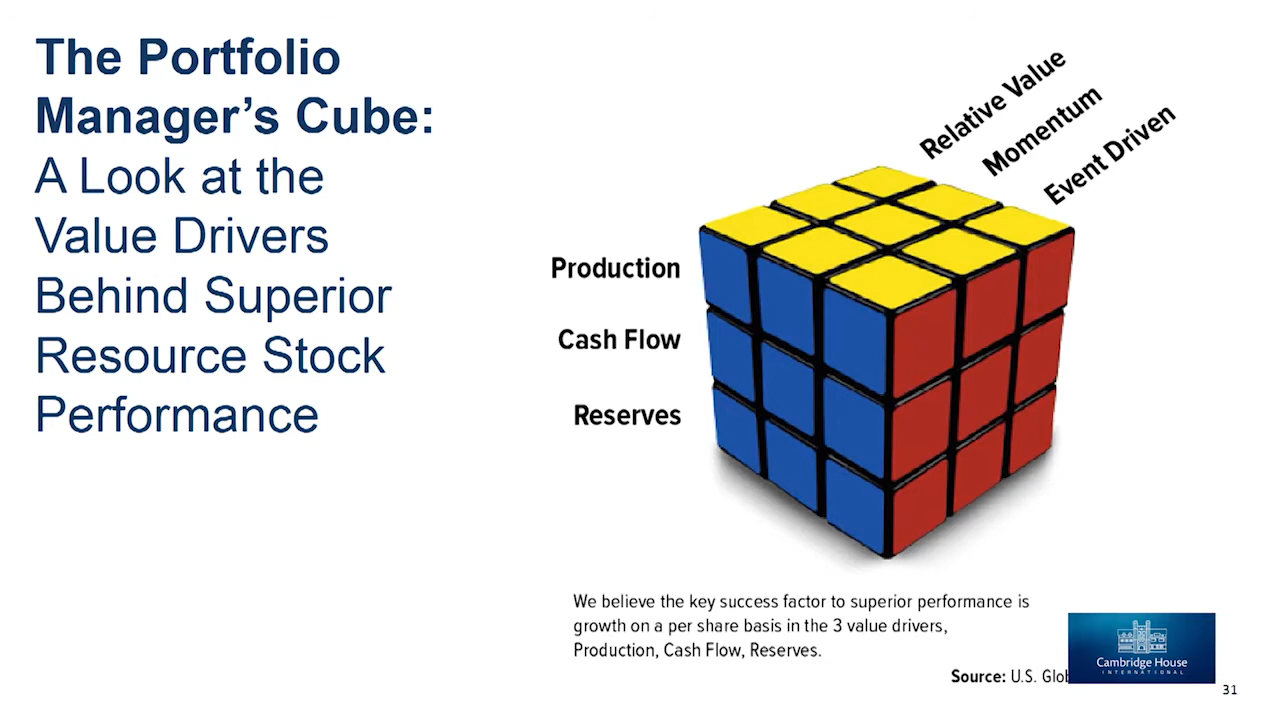 The Portfolio
Manager’s Cube:
A Look at the
Value Drivers
Behind Superior
Resource Stock
Performance
Relative Value
Momentum
Event Driven
Production
Cash Flow
Reserves
We believe the key success factor to superior performance is
growth on a per share basis in the 3 value drivers,
Production, Cash Flow, Reserves.
Source: U.S.
Cambridge House
INTERNATIONAL
31